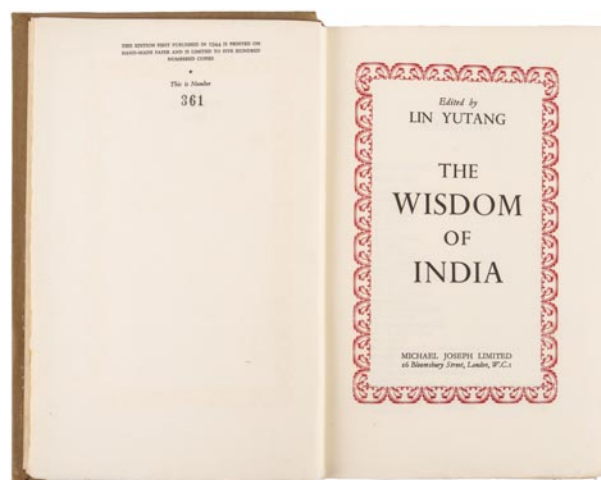 THIS EDITION FIRST PUBLISHED IN 1944 IS PRINTED ON
HAND-MADE PAPER AND IS LIMITED TO FIVE HUNDRED
NUMBERED COPIES
*
This is Number
361
Edited by
LIN YUTANG
THE
WISDOM
OF
INDIA
MICHAEL JOSEPH LIMITED
26 Bloomsbury Street, London, W.C.1